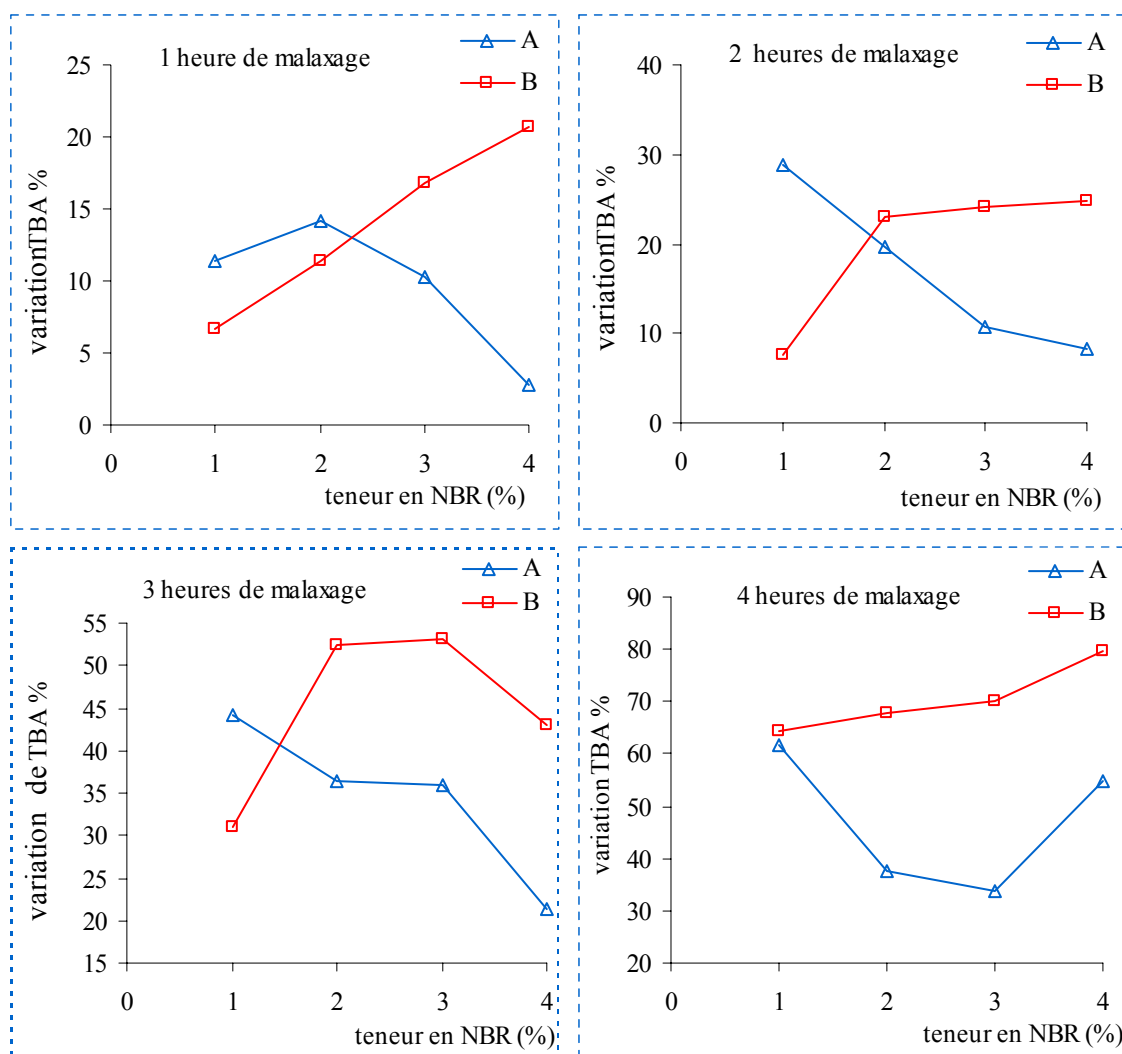 1 heure de malaxage
A
B
variationTBA %
25
20
15
10
5
0
0 1 2 3 4
teneur en NBR (%)
2 heures de malaxage
A
B
variationTBA %
40
30
20
10
0
0 1 2 3 4
teneur en NBR (%)
3 heures de malaxage
A
B
variation de TBA %
55
50
45
40
35
30
25
20
15
0 1 2 3 4
teneur en NBR (%)
4 heures de malaxage
A
B
variation TBA %
90
80
70
60
50
40
30
20
0 1 2 3 4
teneur en NBR (%)